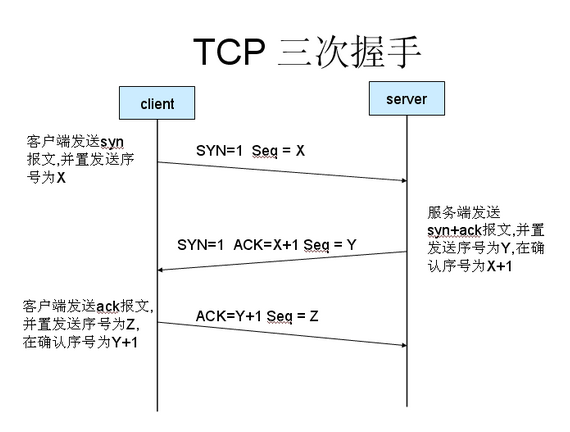 TCP 三次握手
client
server
客户端发送syn
报文,并置发送序
号为X
SYN=1 Seq = X
服务端发送
syn+ack报文,并置
发送序号为Y,在确
认序号为X+1
SYN=1 ACK=X+1 Seq = Y
客户端发送ack报文,
并置发送序号为Z,
在确认序号为Y+1
ACK=Y+1 Seq = Z